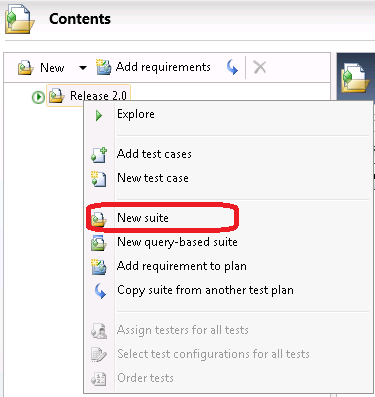 Contents
New
Add requirements
Release 2.0
Explore
Add test cases
New test case
New suite
New query-based suite
Add requirement to plan
Copy suite from another test plan
Assign testers for all tests
Select test configurations for all tests
Order tests